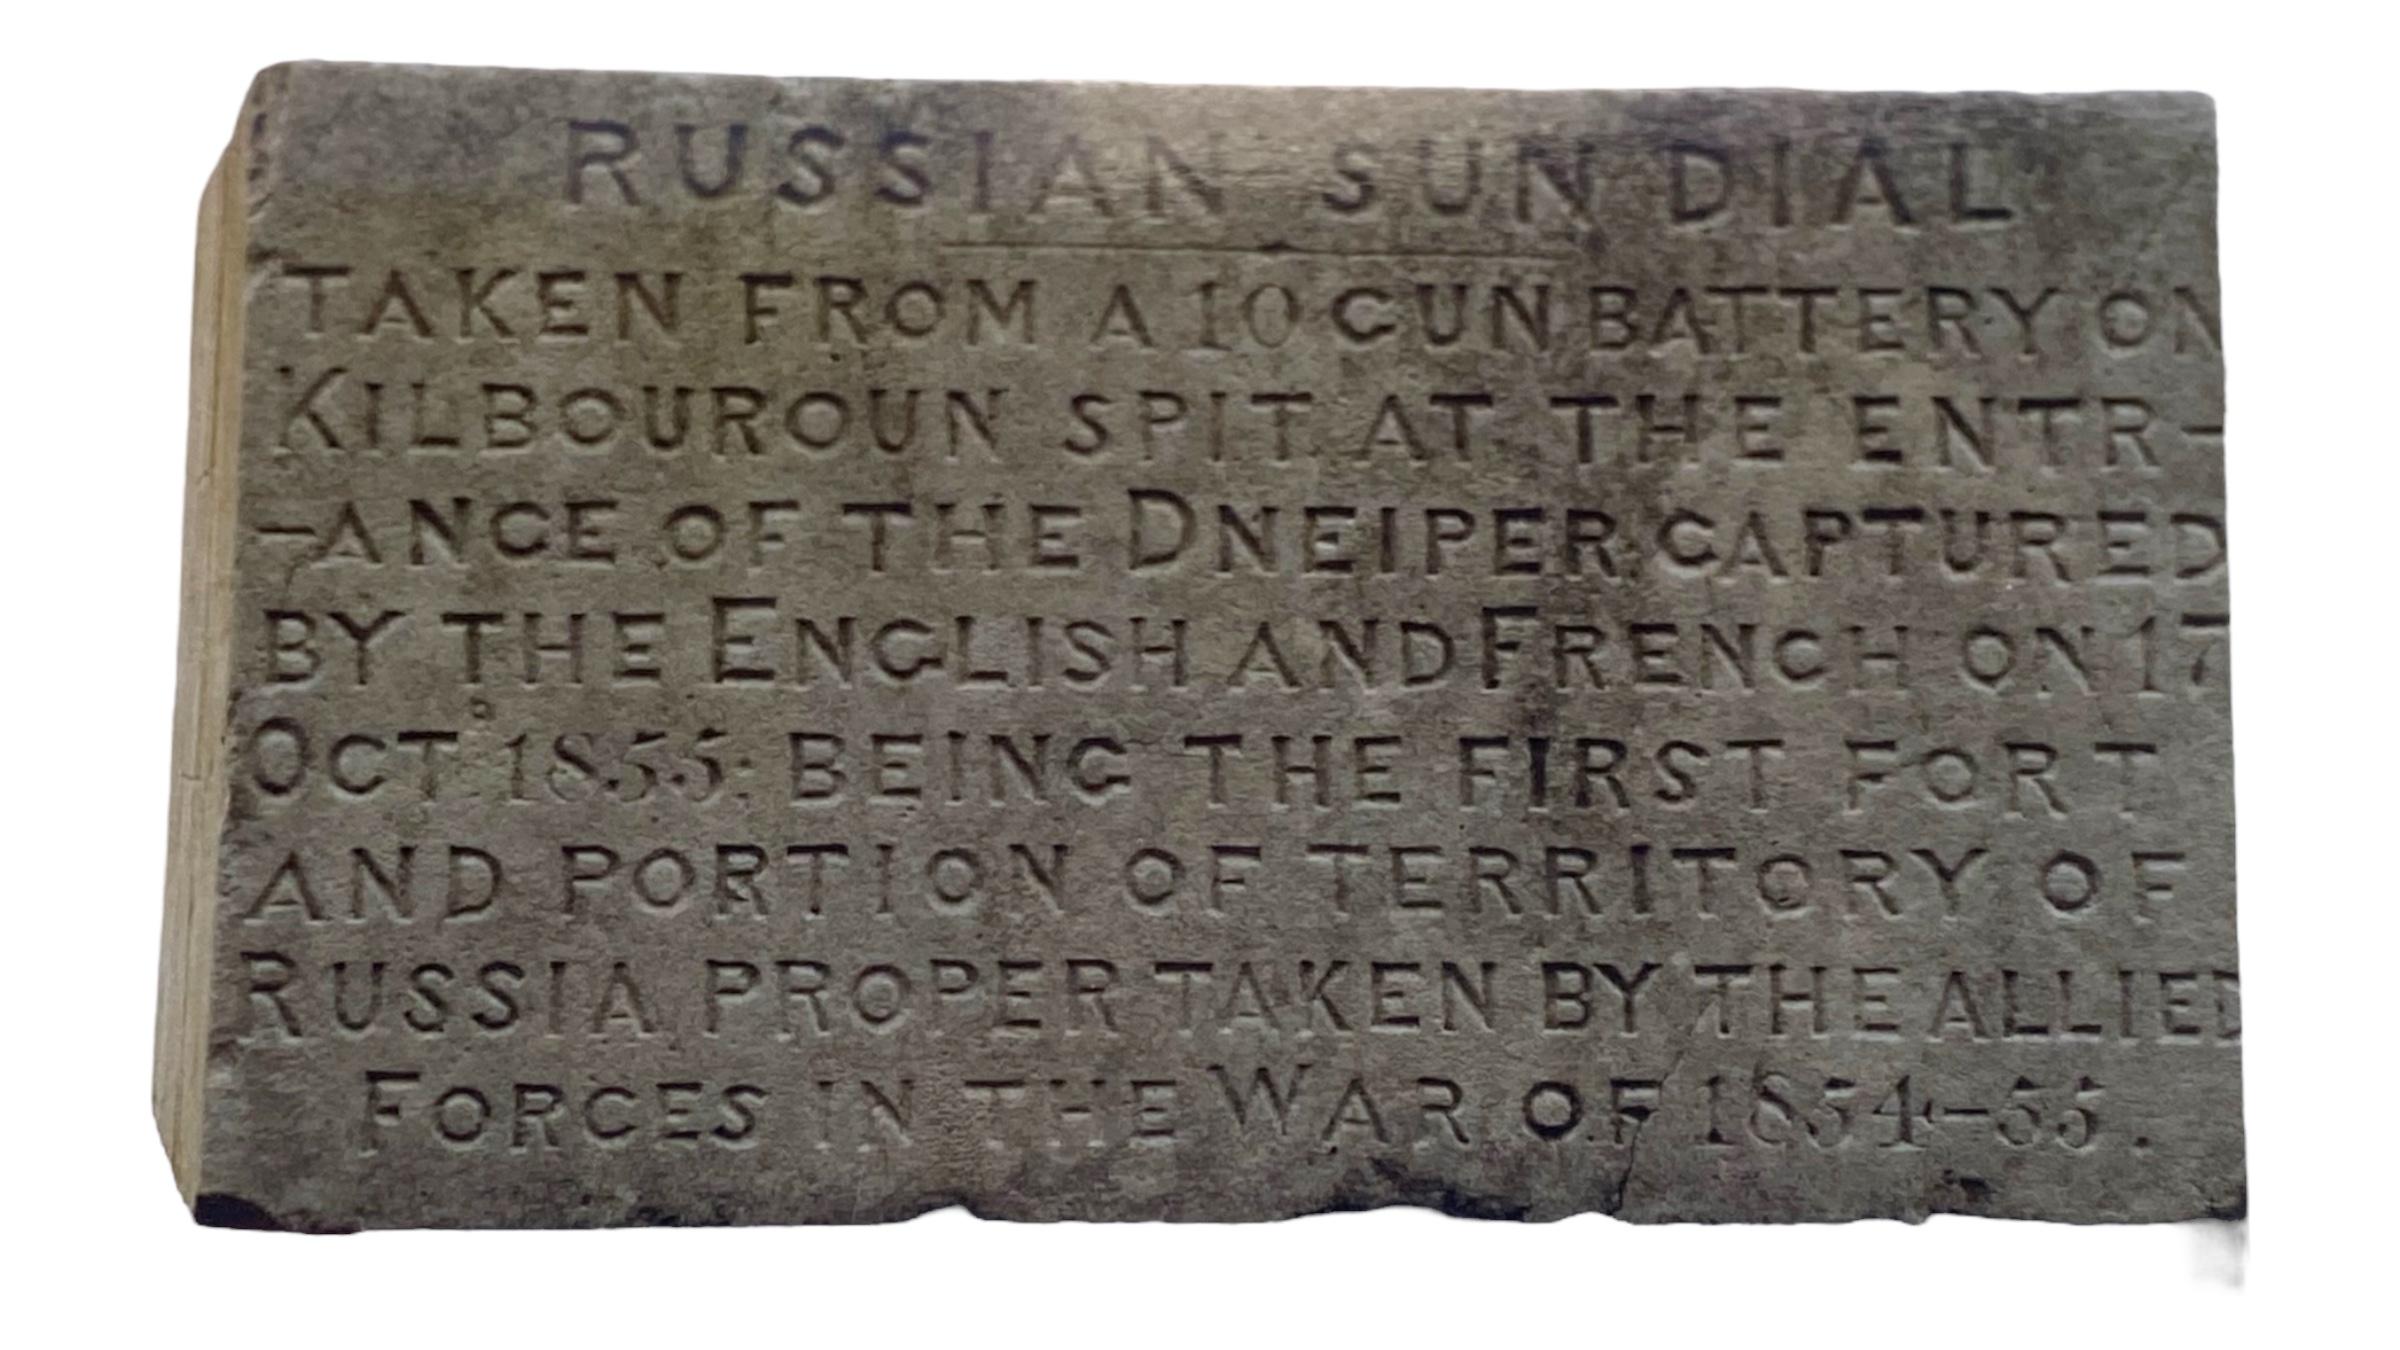 RUSSIAN SUN DIAL
TAKEN FROM A 10 GUN BATTERY ON
KILBOUROUN SPIT AT THE ENTR-
-ANCE OF THE DNEIPER CAPTURED
BY THE ENGLISH AND FRENCH ON 17
OCT. 1855: BEING THE FIRST FORT
AND PORTION OF TERRITORY OF
RUSSIA PROPER TAKEN BY THE ALLIED
FORCES IN THE WAR OF 1854-55.